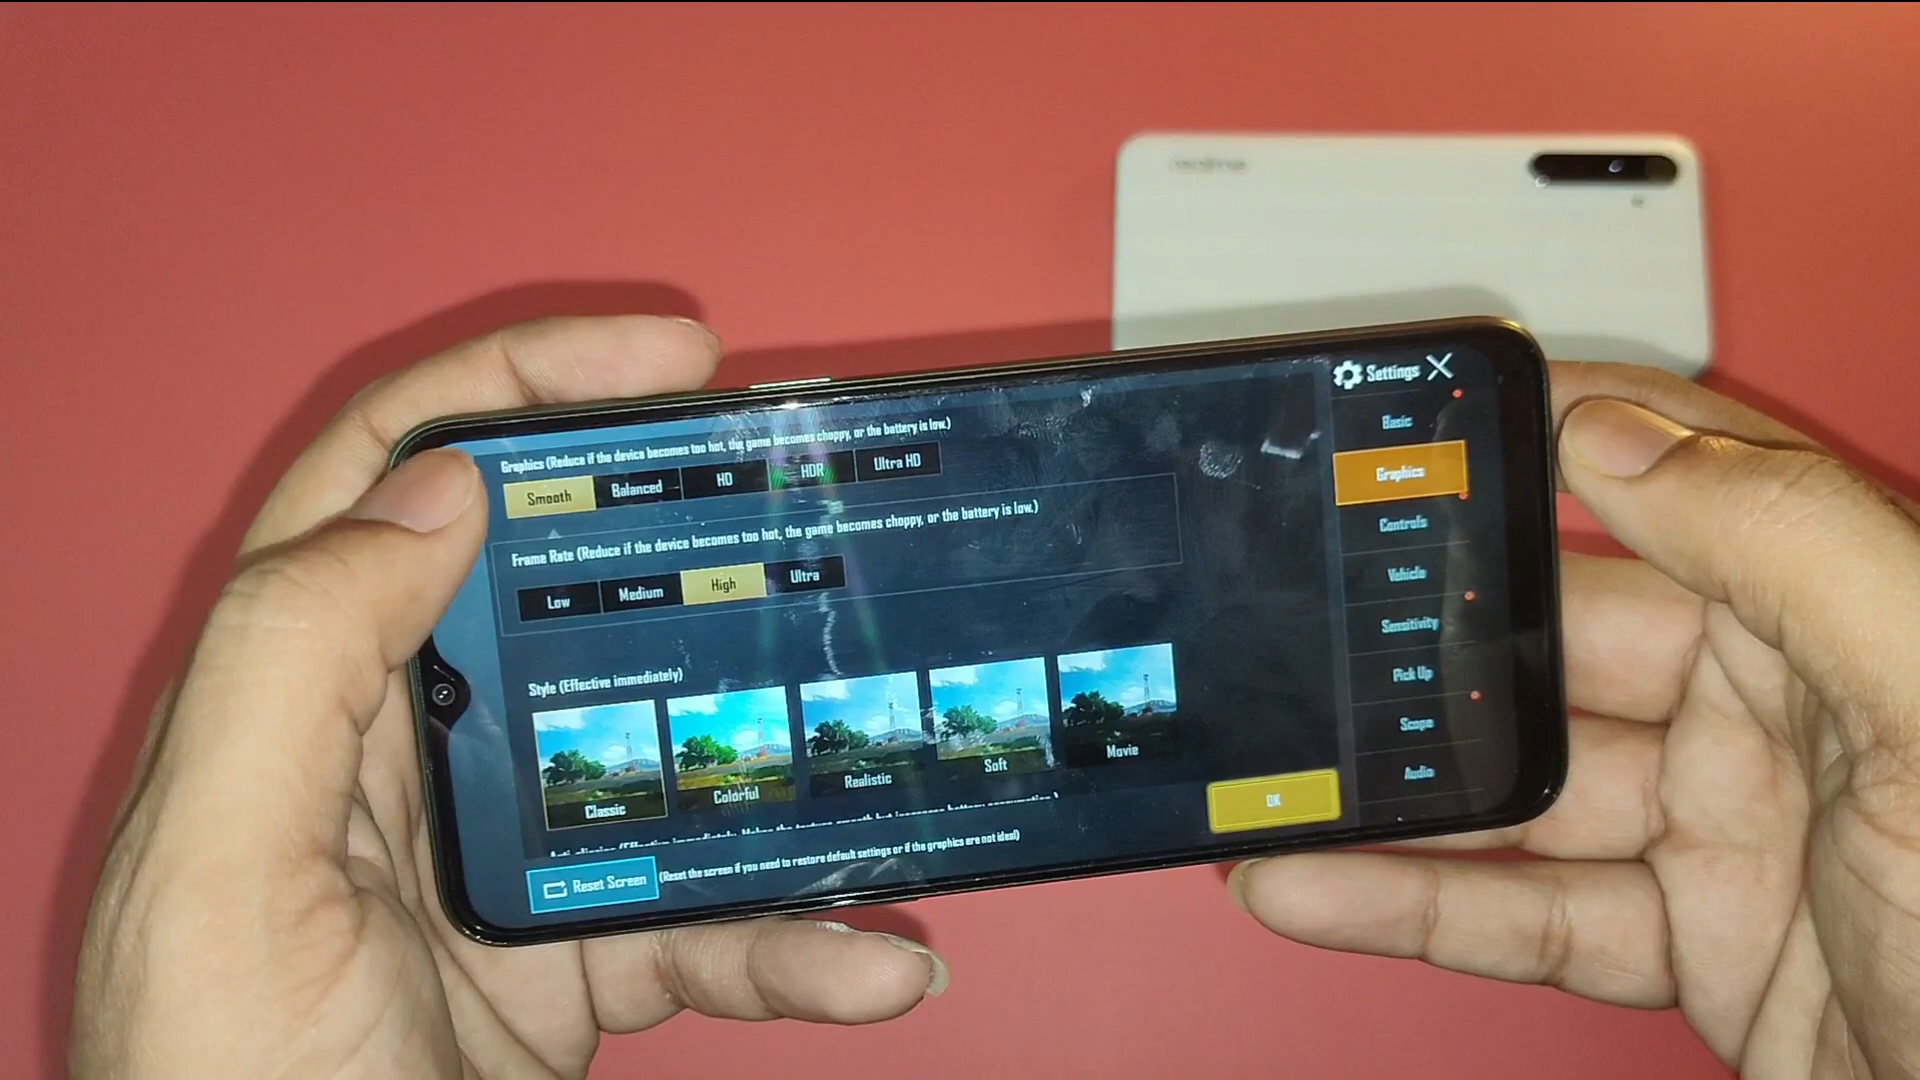 realme
Settings
Graphics (Reduce if the device becomes too hot, the game becomes choppy, or the battery is low.)
Smooth Balanced HD HDR Ultra HD
Frame Rate (Reduce if the device becomes too hot, the game becomes choppy, or the battery is low.)
Low Medium High Ultra
Style (Effective immediately)
Classic Colorful Realistic Soft Movie
Reset Screen (Reset the screen if you need to restore default settings or if the graphics are not ideal)
OK
Basic
Graphics
Controls
Vehicle
Sensitivity
Pick Up
Scope
Audio